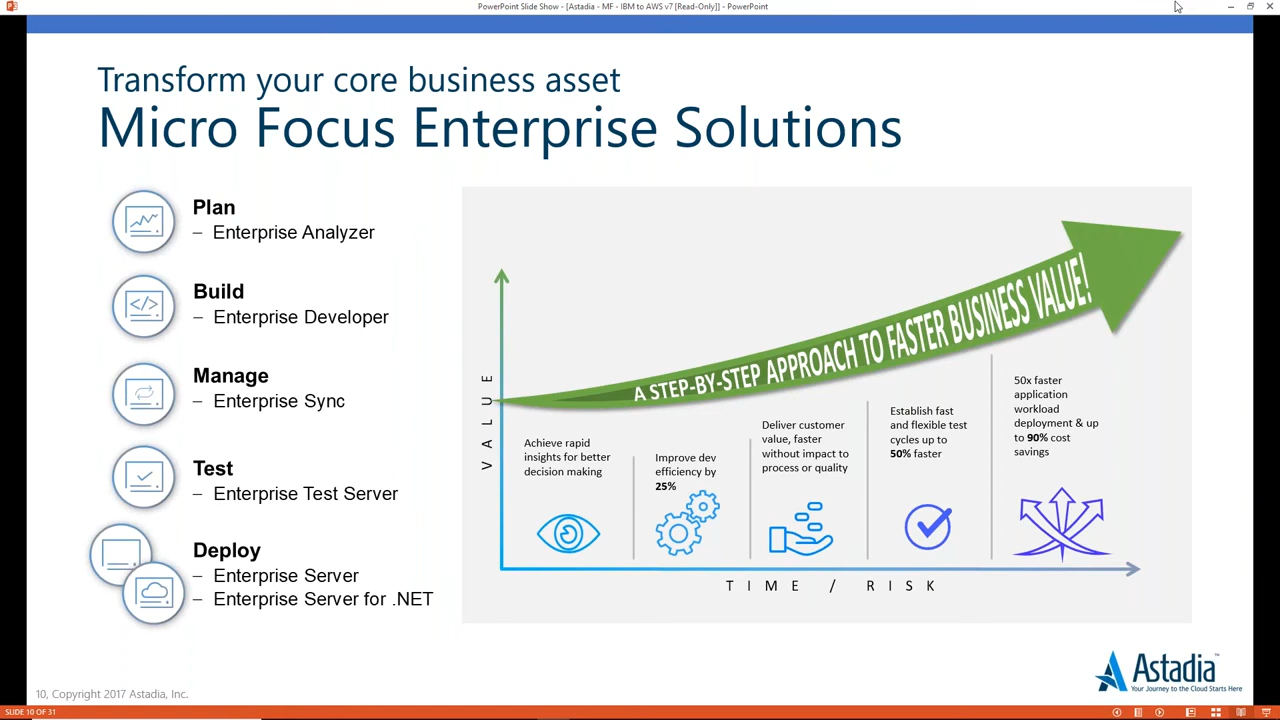 PowerPoint Slide Show - [Astadia - MF - IBM to AWS v7 [Read-Only]] - PowerPoint
Transform your core business asset
Micro Focus Enterprise Solutions
Plan
– Enterprise Analyzer
Build
– Enterprise Developer
Manage
– Enterprise Sync
Test
– Enterprise Test Server
Deploy
– Enterprise Server
– Enterprise Server for .NET
VALUE
A STEP-BY-STEP APPROACH TO FASTER BUSINESS VALUE!
Achieve rapid
insights for better
decision making
Improve dev
efficiency by
25%
Deliver customer
value, faster
without impact to
process or quality
Establish fast
and flexible test
cycles up to
50% faster
50x faster
application
workload
deployment & up
to 90% cost
savings
TIME / RISK
Astadia™
Your Journey to the Cloud Starts Here
10, Copyright 2017 Astadia, Inc.
SLIDE 10 OF 31